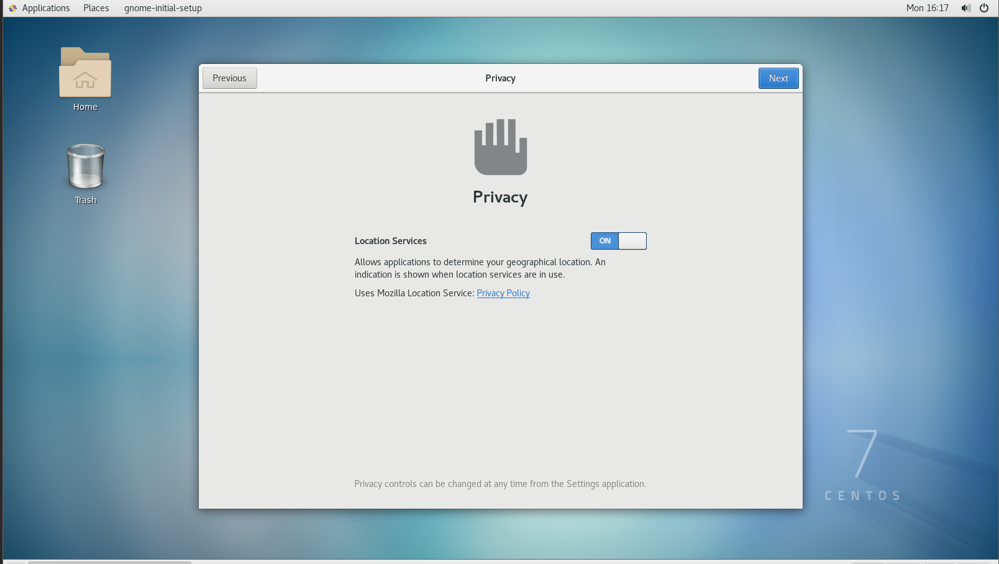 Applications Places gnome-initial-setup Mon 16:17
Home
Trash
Previous Privacy Next
Privacy
Location Services ON
Allows applications to determine your geographical location. An
indication is shown when location services are in use.
Uses Mozilla Location Service: Privacy Policy
Privacy controls can be changed at any time from the Settings application.
7
CENTOS